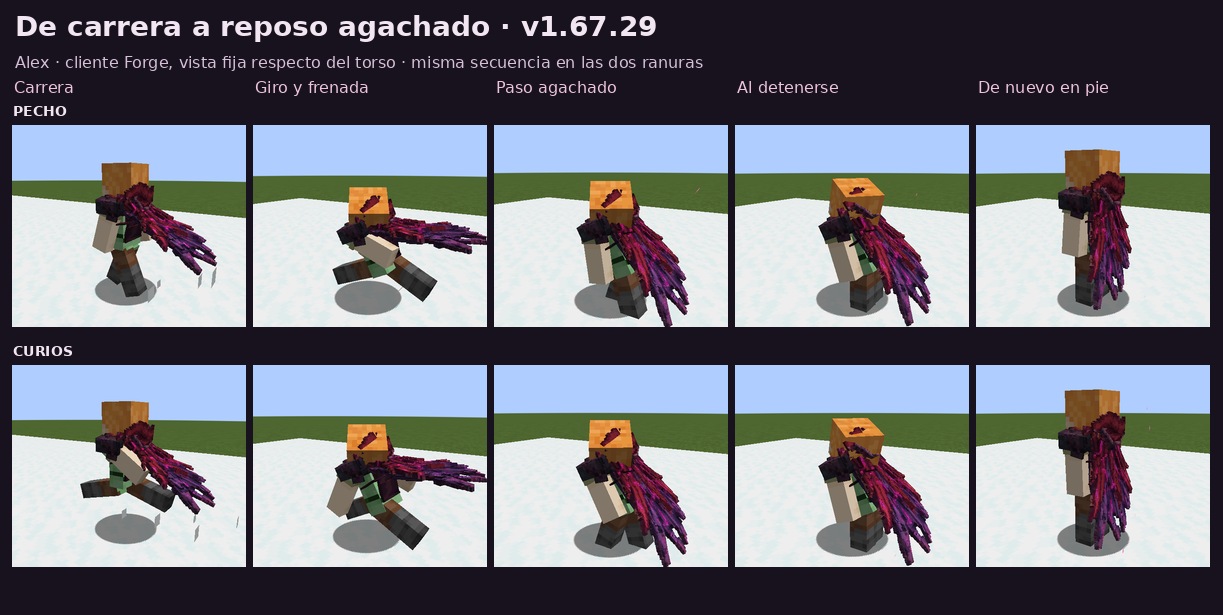 De carrera a reposo agachado · v1.67.29
Alex · cliente Forge, vista fija respecto del torso · misma secuencia en las dos ranuras
Carrera
Giro y frenada
Paso agachado
Al detenerse
De nuevo en pie
PECHO
CURIOS